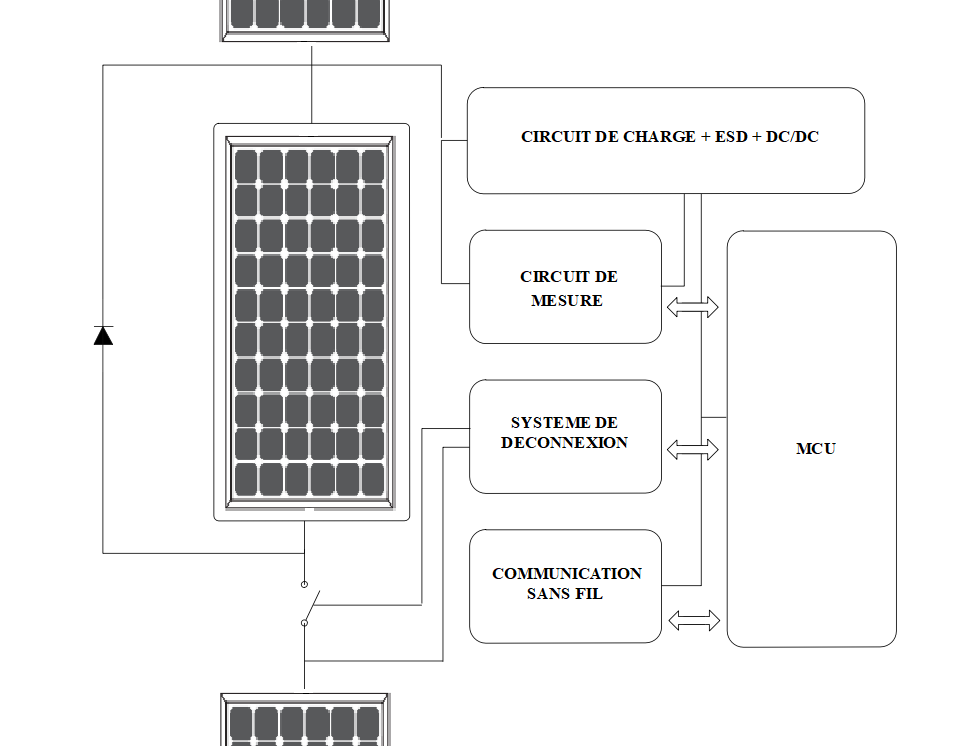 CIRCUIT DE CHARGE + ESD + DC/DC
CIRCUIT DE
MESURE
SYSTEME DE
DECONNEXION
MCU
COMMUNICATION
SANS FIL